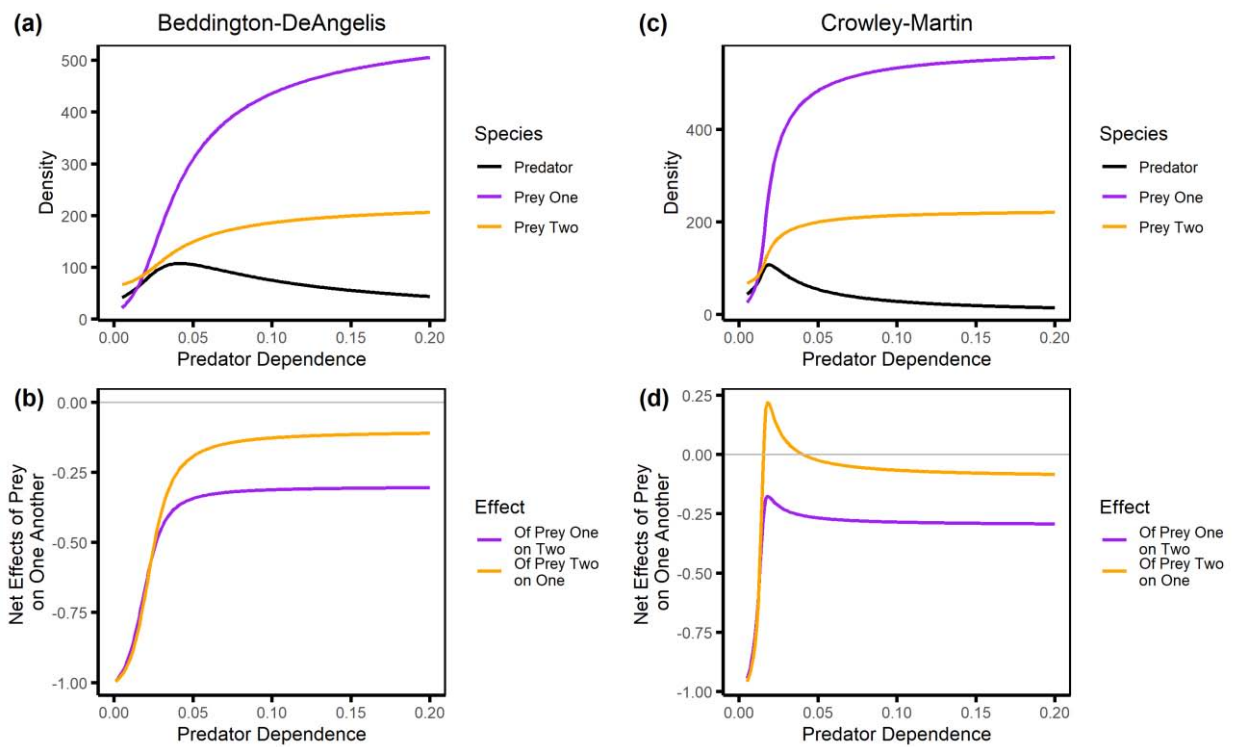 (a)
Beddington-DeAngelis
500
400
300
200
100
0
Density
0.00
0.05
0.10
0.15
0.20
Predator Dependence
Species
Predator
Prey One
Prey Two
(c)
Crowley-Martin
400
200
0
Density
0.00
0.05
0.10
0.15
0.20
Predator Dependence
Species
Predator
Prey One
Prey Two
(b)
0.00
-0.25
-0.50
-0.75
-1.00
Net Effects of Prey
on One Another
0.00
0.05
0.10
0.15
0.20
Predator Dependence
Effect
Of Prey One
on Two
Of Prey Two
on One
(d)
0.25
0.00
-0.25
-0.50
-0.75
-1.00
Net Effects of Prey
on One Another
0.00
0.05
0.10
0.15
0.20
Predator Dependence
Effect
Of Prey One
on Two
Of Prey Two
on One